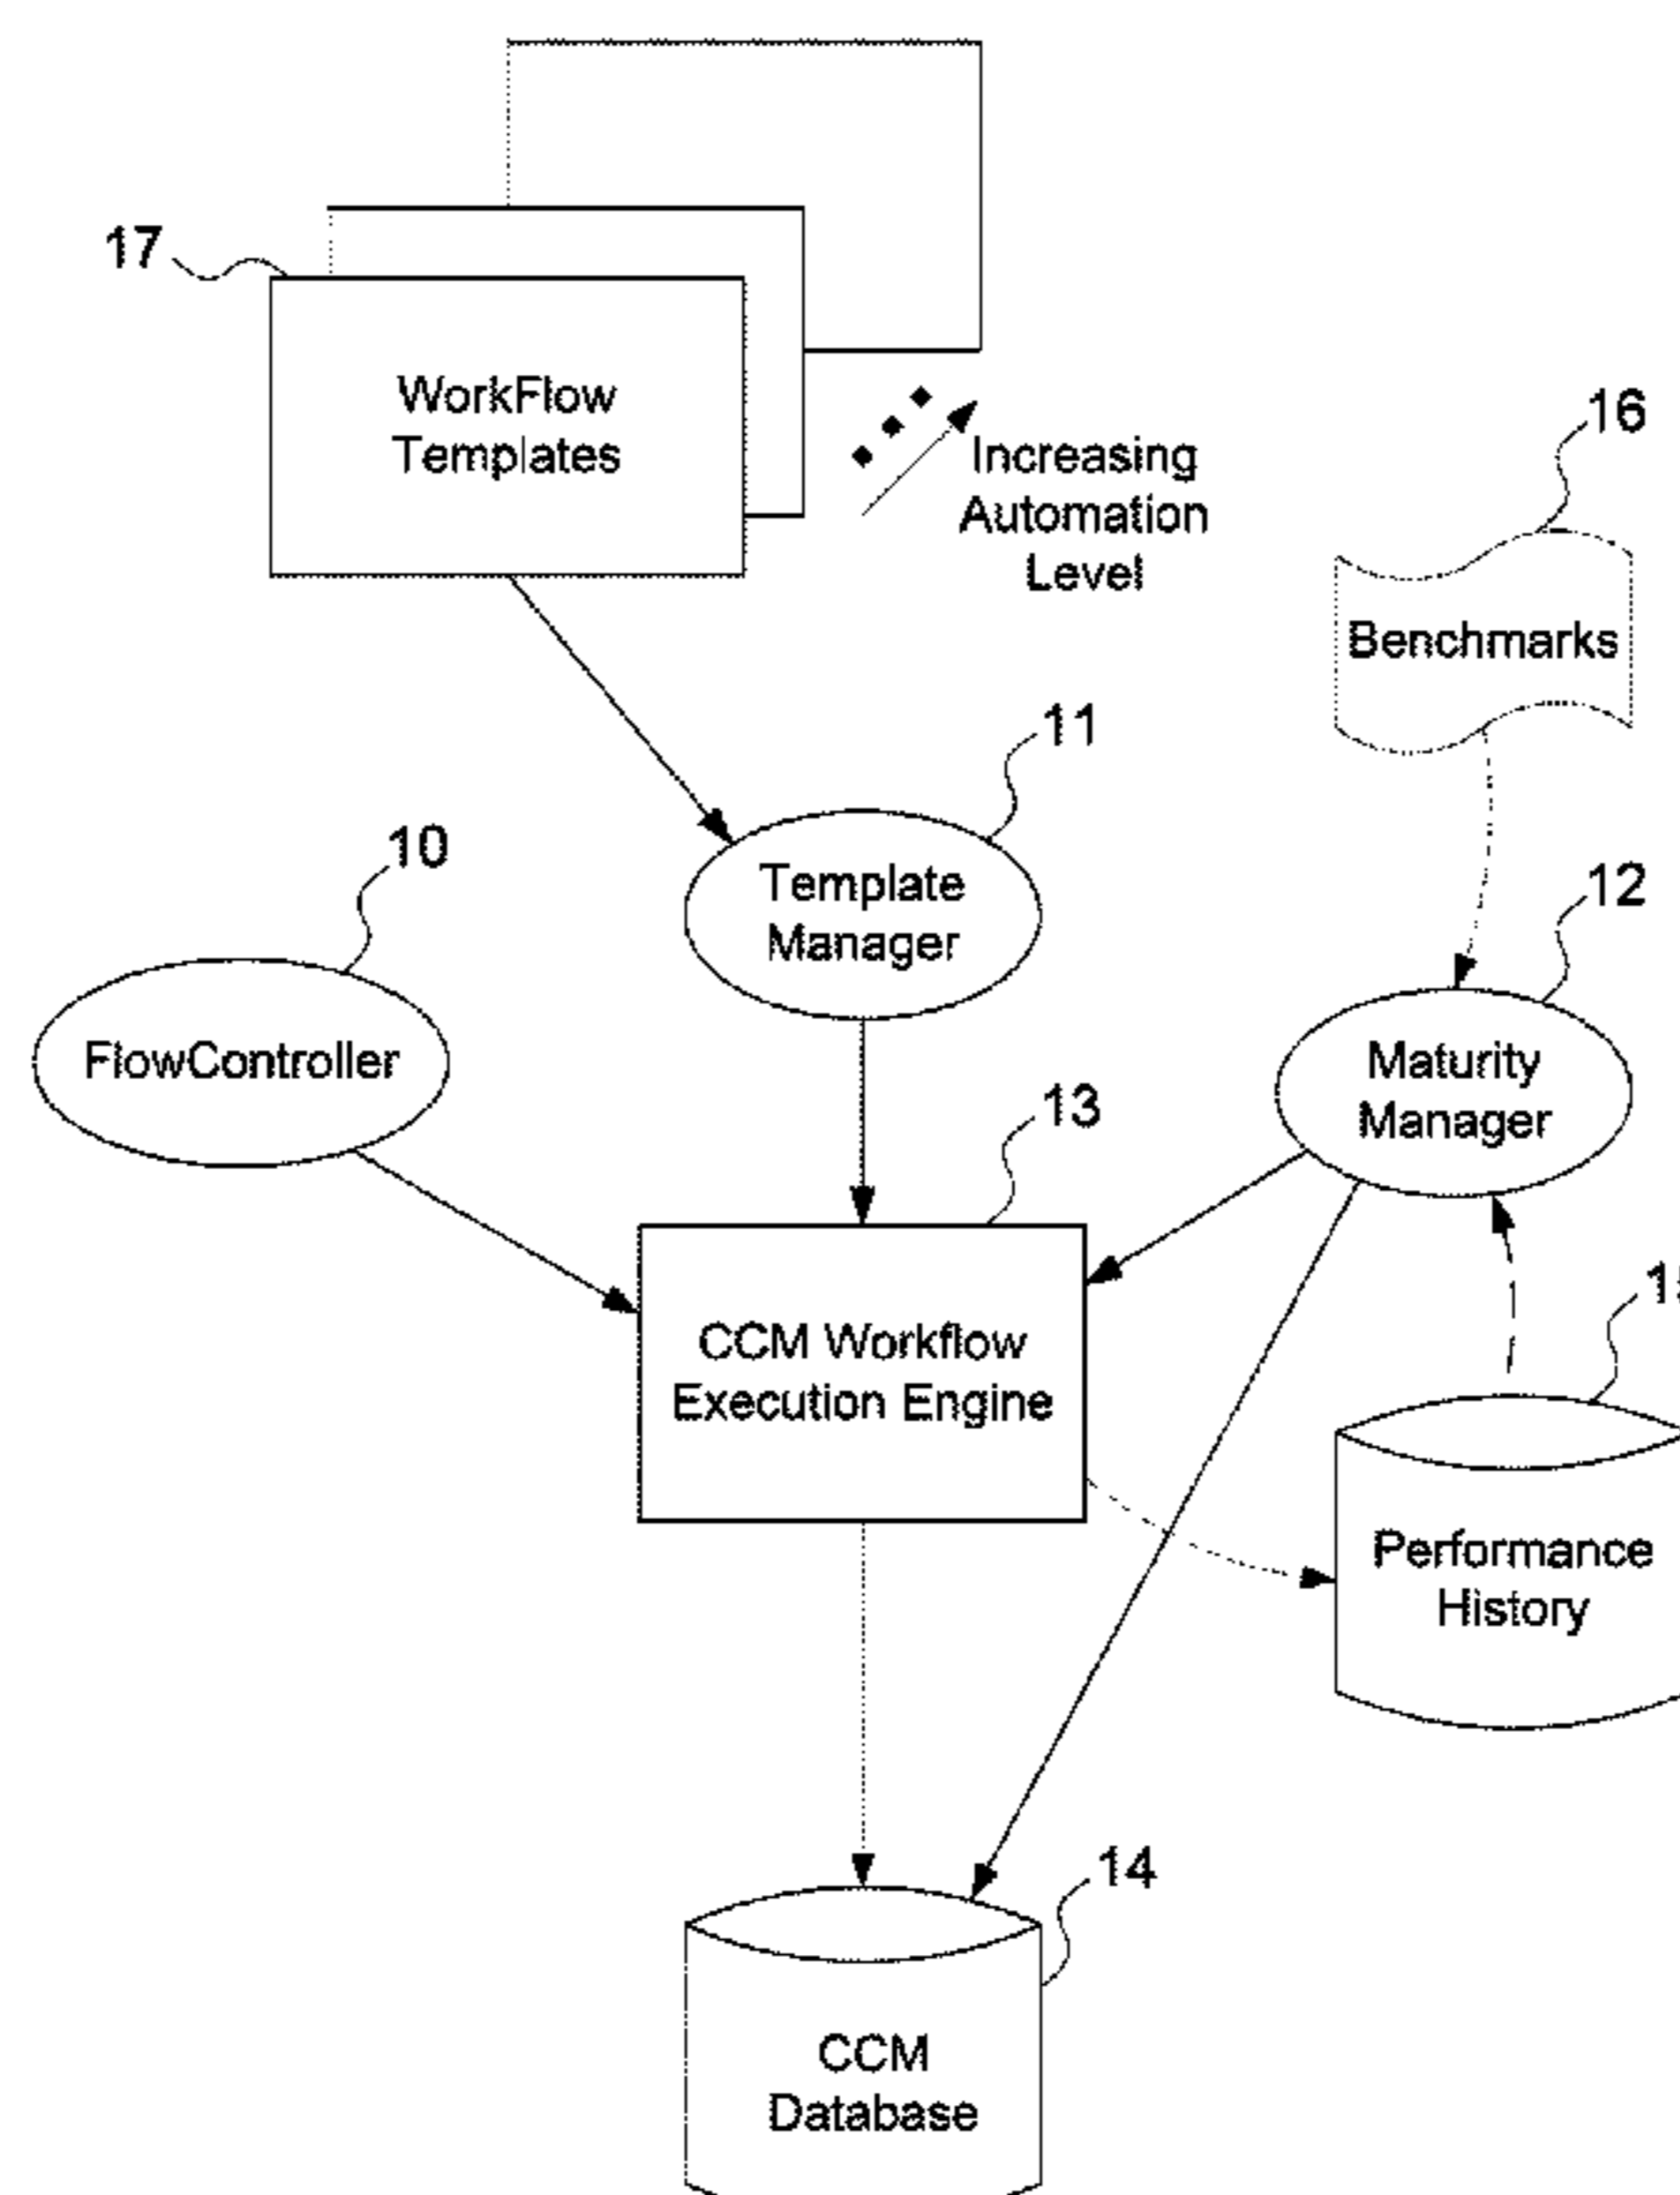 17
WorkFlow
Templates
Increasing
Automation
Level
16
Benchmarks
11
Template
Manager
10
FlowController
12
Maturity
Manager
13
CCM Workflow
Execution Engine
Performance
History
14
CCM
Database